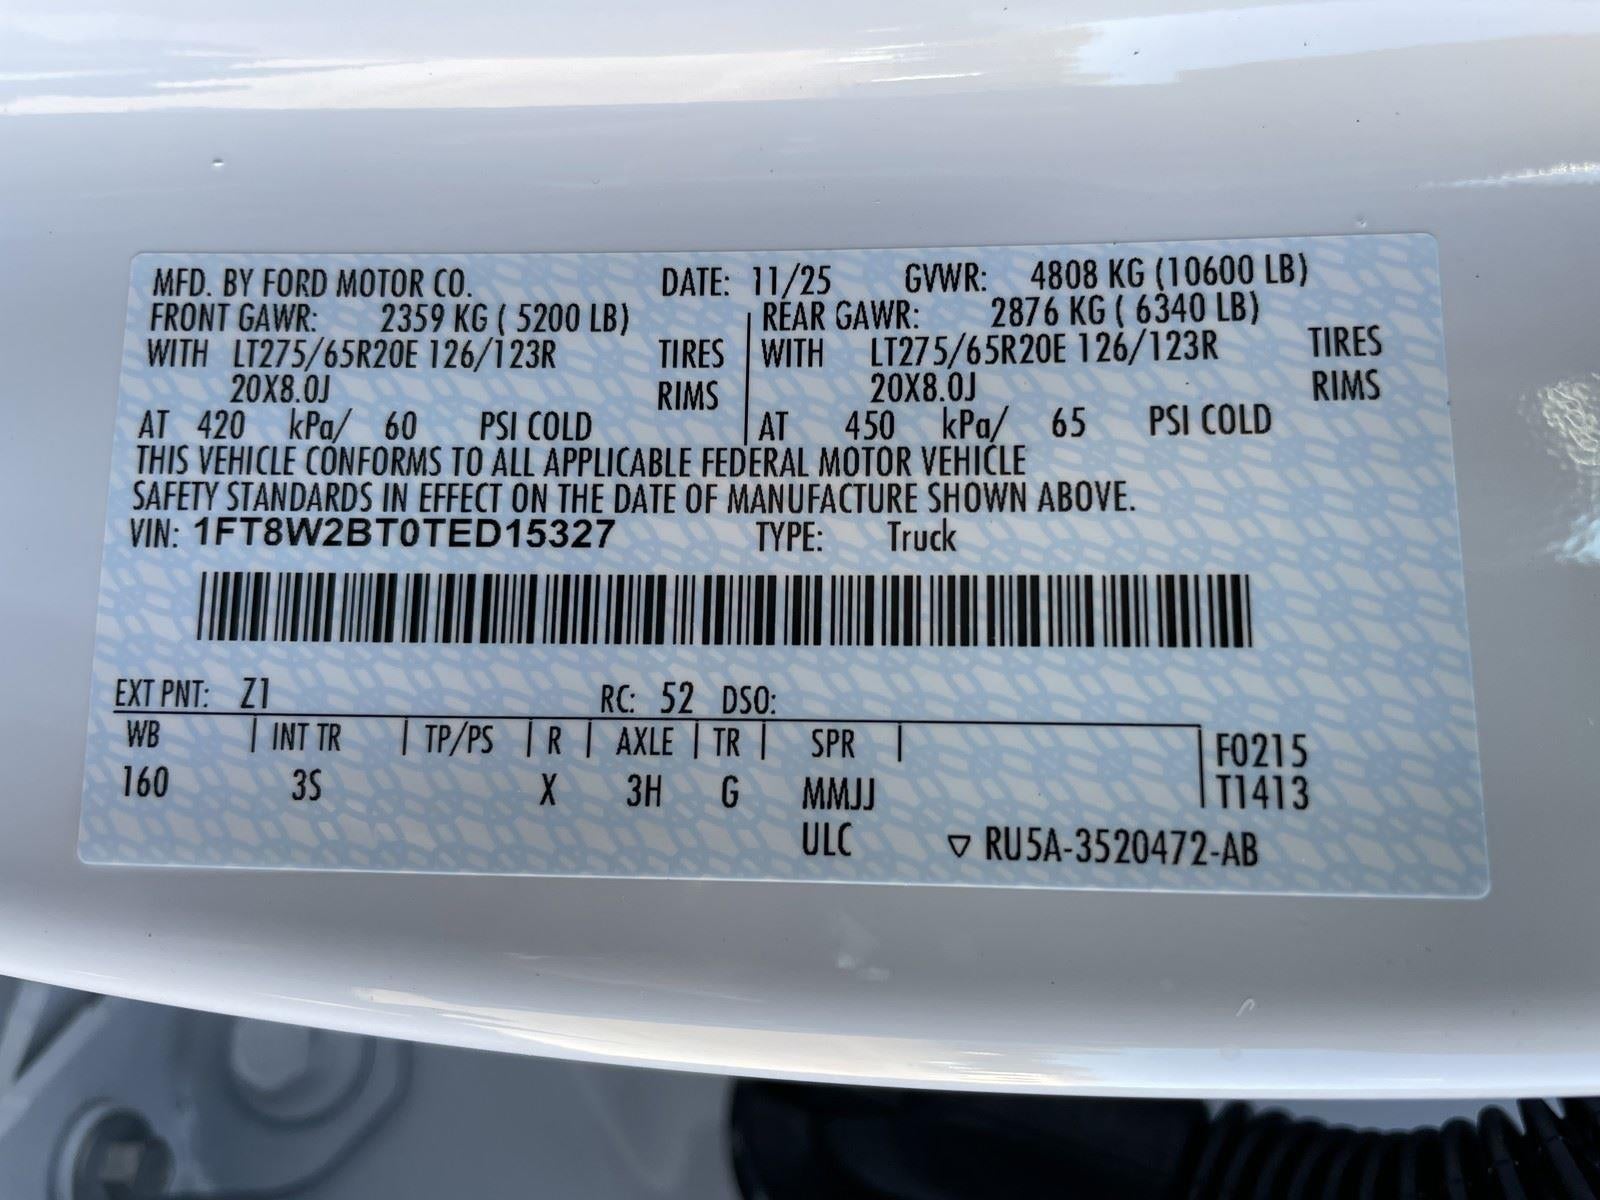 MFD. BY FORD MOTOR CO. DATE: 11/25 GVWR: 4808 KG (10600 LB)
FRONT GAWR: 2359 KG ( 5200 LB) REAR GAWR: 2876 KG ( 6340 LB)
WITH LT275/65R20E 126/123R TIRES WITH LT275/65R20E 126/123R TIRES
20X8.0J RIMS 20X8.0J RIMS
AT 420 kPa/ 60 PSI COLD AT 450 kPa/ 65 PSI COLD
THIS VEHICLE CONFORMS TO ALL APPLICABLE FEDERAL MOTOR VEHICLE
SAFETY STANDARDS IN EFFECT ON THE DATE OF MANUFACTURE SHOWN ABOVE.
VIN: 1FT8W2BT0TED15327 TYPE: Truck
EXT PNT: Z1 RC: 52 DSO:
WB | INT TR | TP/PS | R | AXLE | TR | SPR | F0215
160 3S X 3H G MMJJ T1413
ULC ▽ RU5A-3520472-AB